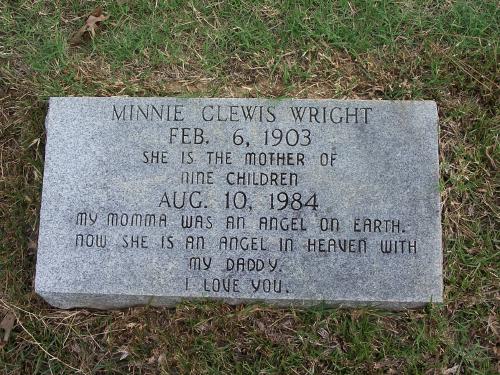 MINNIE CLEWIS WRIGHT
FEB. 6, 1903
SHE IS THE MOTHER OF
NINE CHILDREN
AUG. 10, 1984
MY MOMMA WAS AN ANGEL ON EARTH.
NOW SHE IS AN ANGEL IN HEAVEN WITH
MY DADDY.
I LOVE YOU.